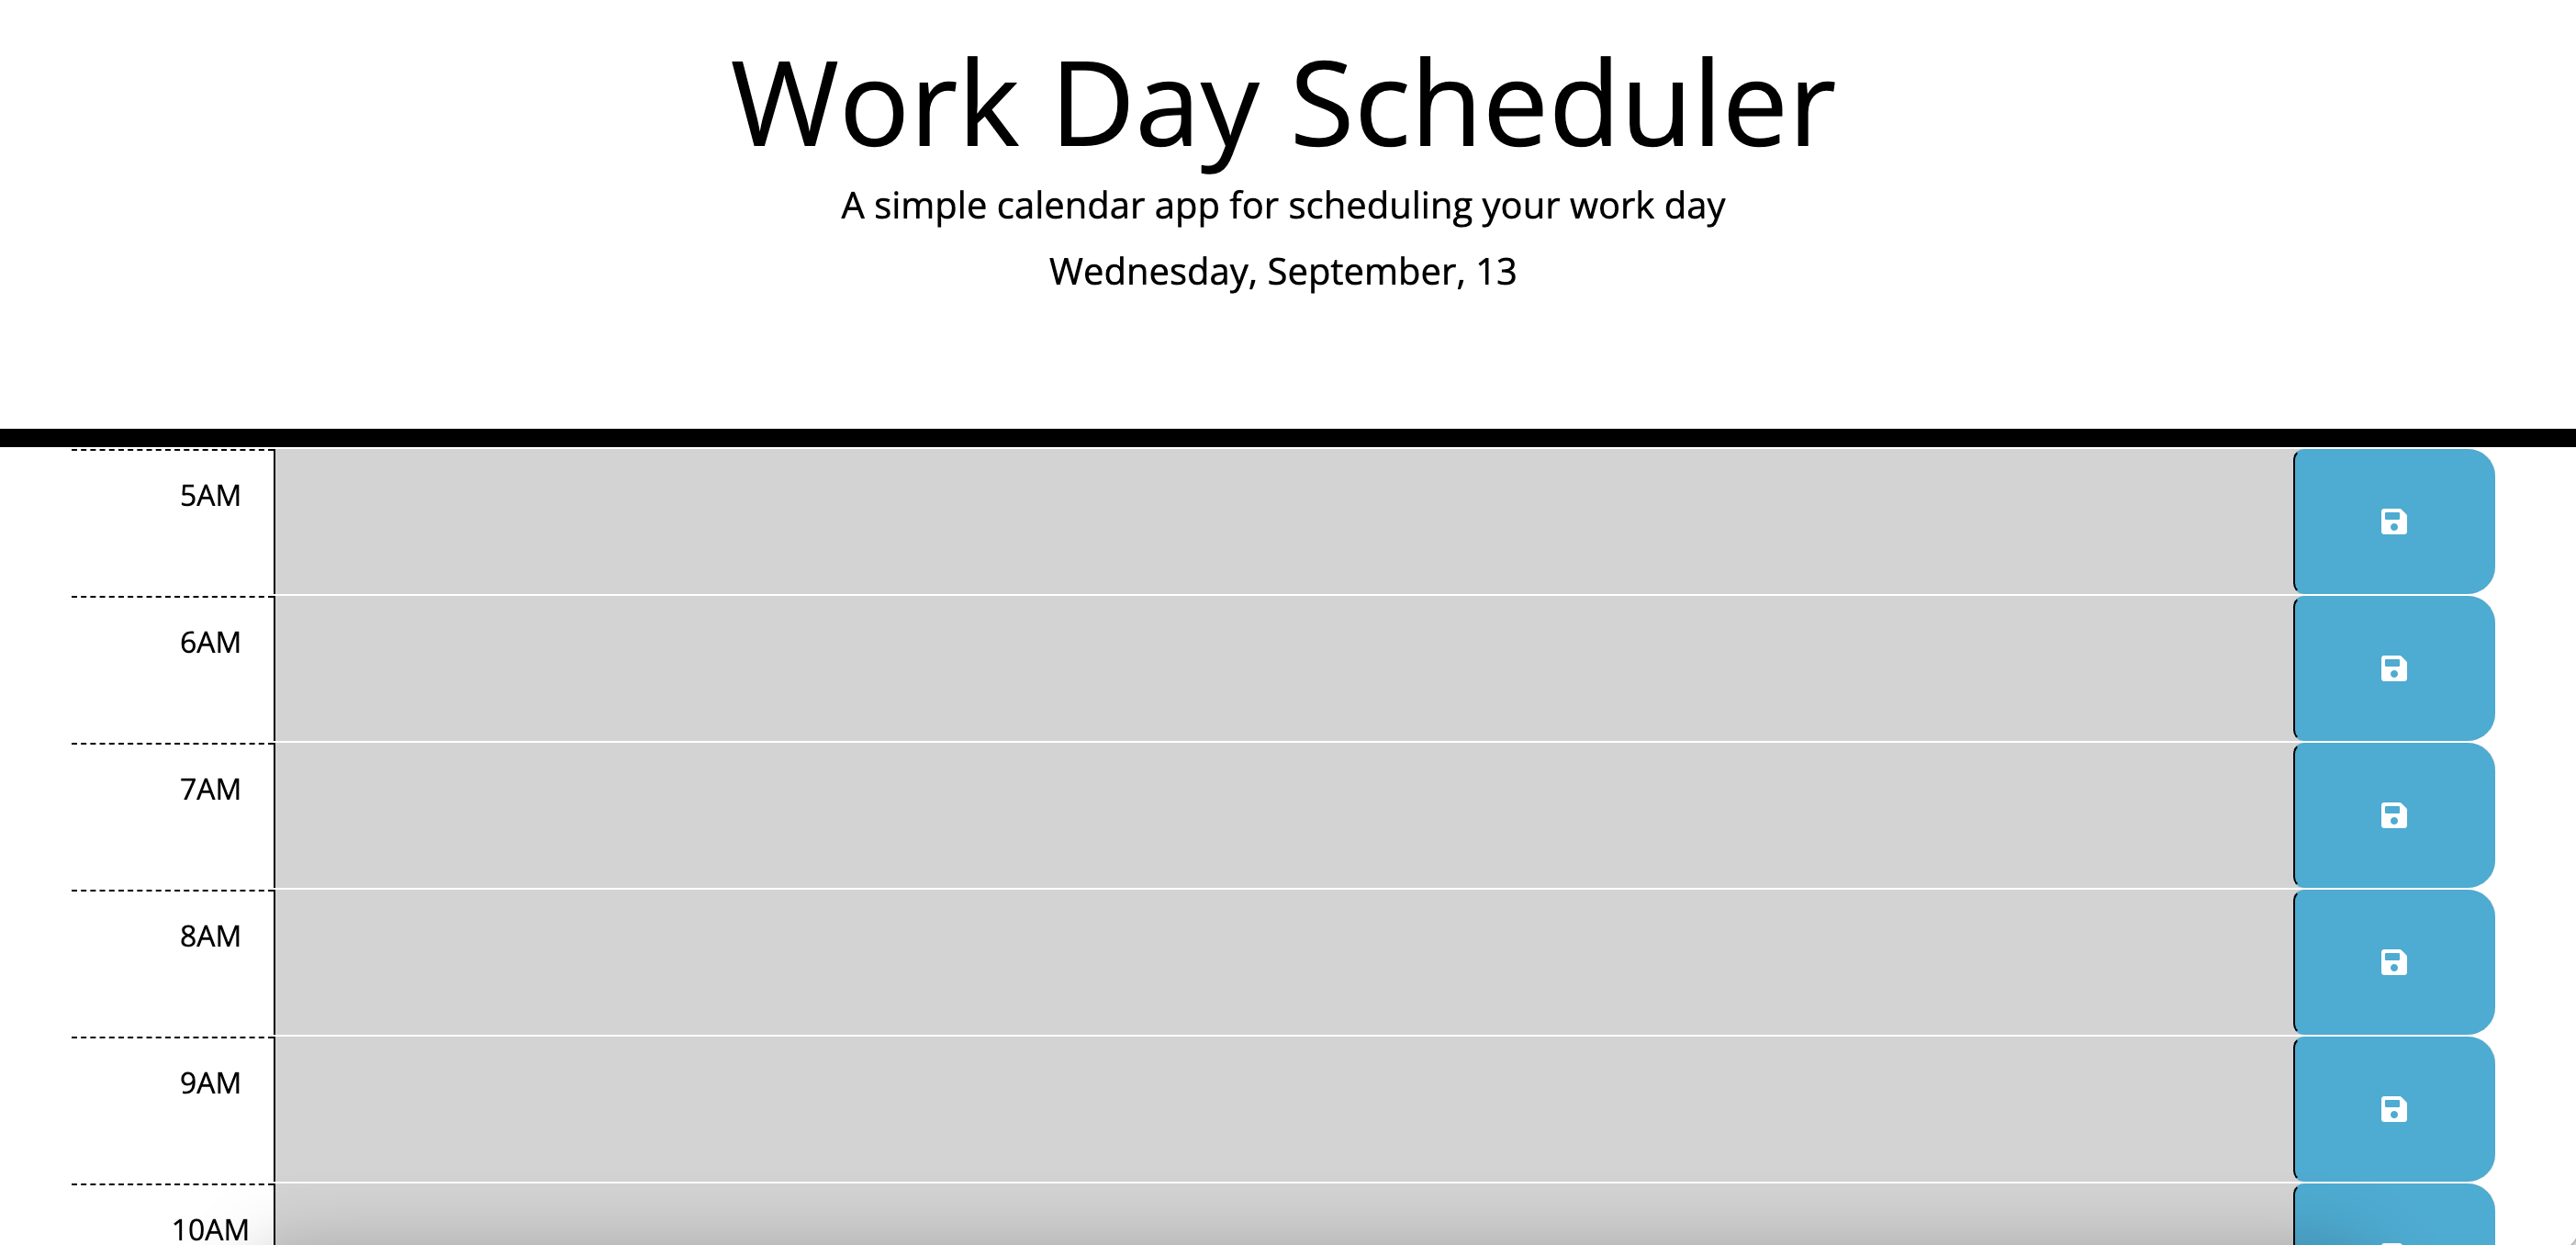 Work Day Scheduler
A simple calendar app for scheduling your work day
Wednesday, September, 13
5AM
6AM
7AM
8AM
9AM
10AM